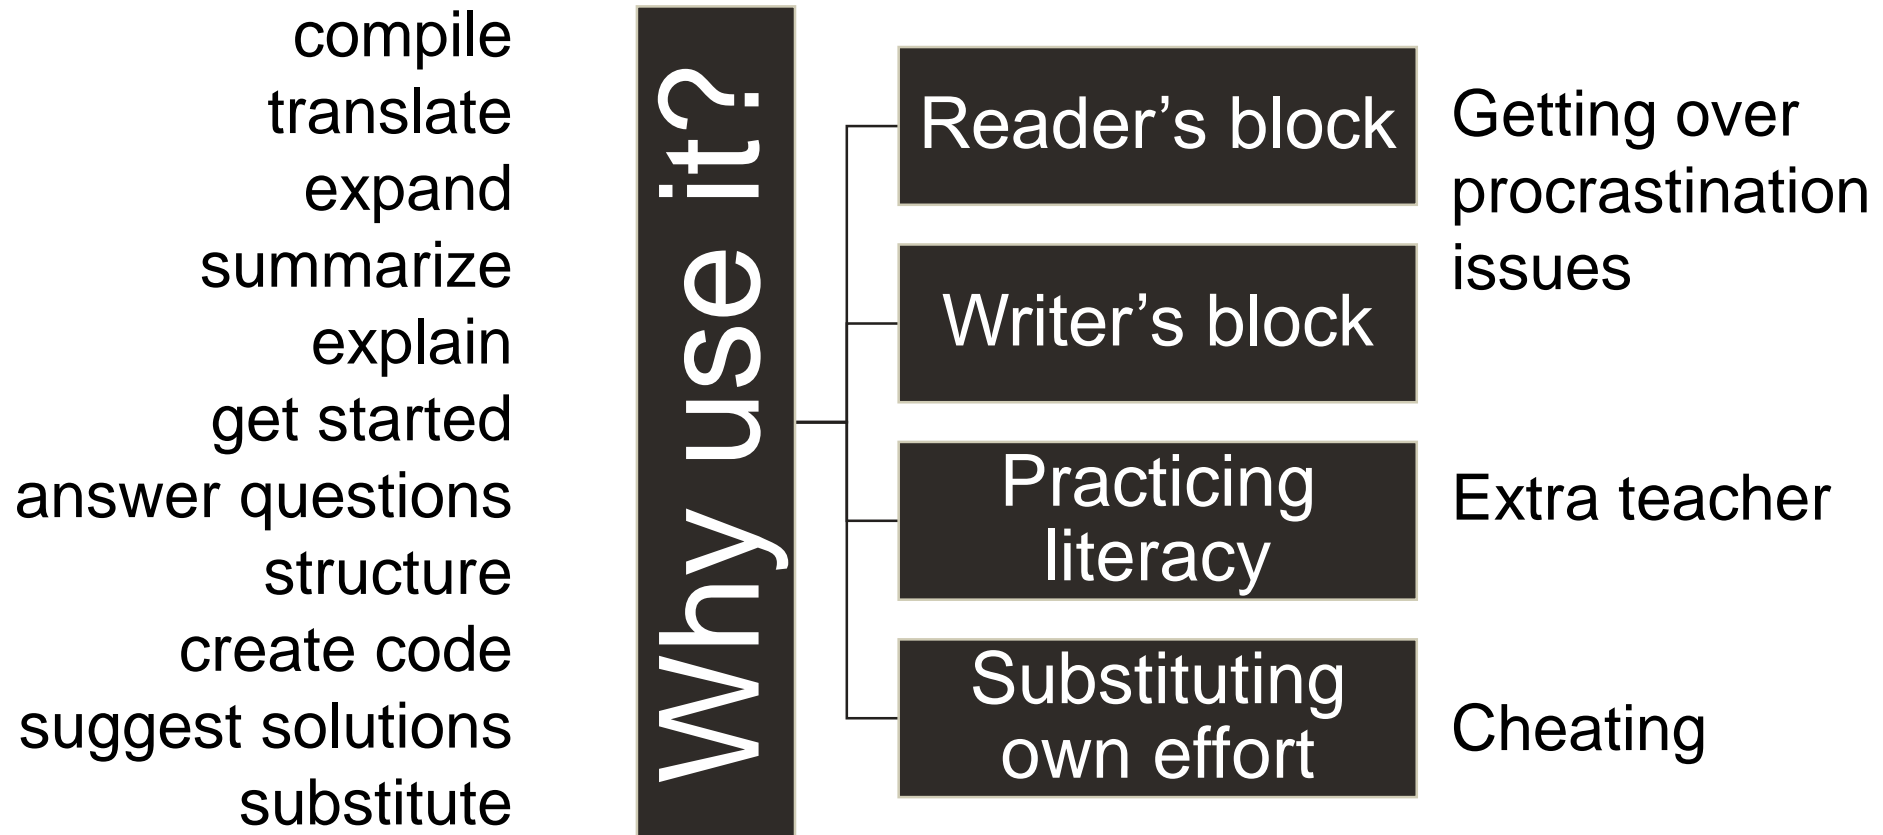 compile
translate
expand
summarize
explain
get started
answer questions
structure
create code
suggest solutions
substitute
Why use it?
Reader’s block
Writer’s block
Practicing
literacy
Substituting
own effort
Getting over
procrastination
issues
Extra teacher
Cheating